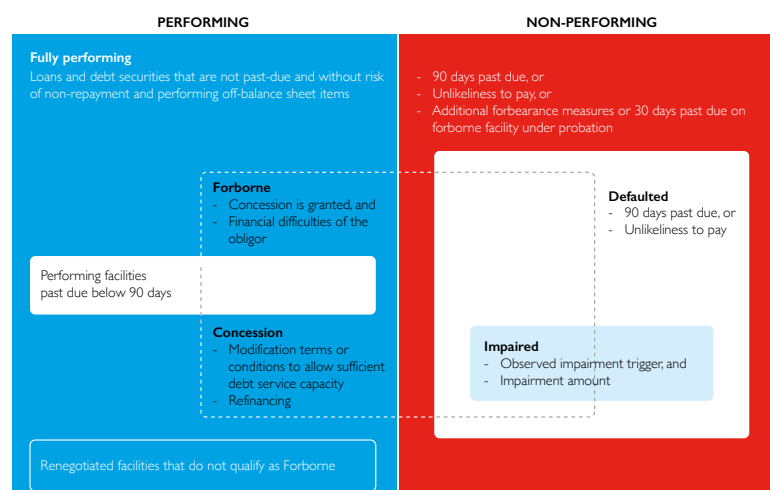 PERFORMING
NON-PERFORMING
Fully performing
Loans and debt securities that are not past-due and without risk
of non-repayment and performing off-balance sheet items
- 90 days past due, or
- Unlikeliness to pay, or
- Additional forbearance measures or 30 days past due on
forborne facility under probation
Forborne
- Concession is granted, and
- Financial difficulties of the
obligor
Defaulted
- 90 days past due, or
- Unlikeliness to pay
Performing facilities
past due below 90 days
Concession
- Modification terms or
conditions to allow sufficient
debt service capacity
- Refinancing
Impaired
- Observed impairment trigger, and
- Impairment amount
Renegotiated facilities that do not qualify as Forborne